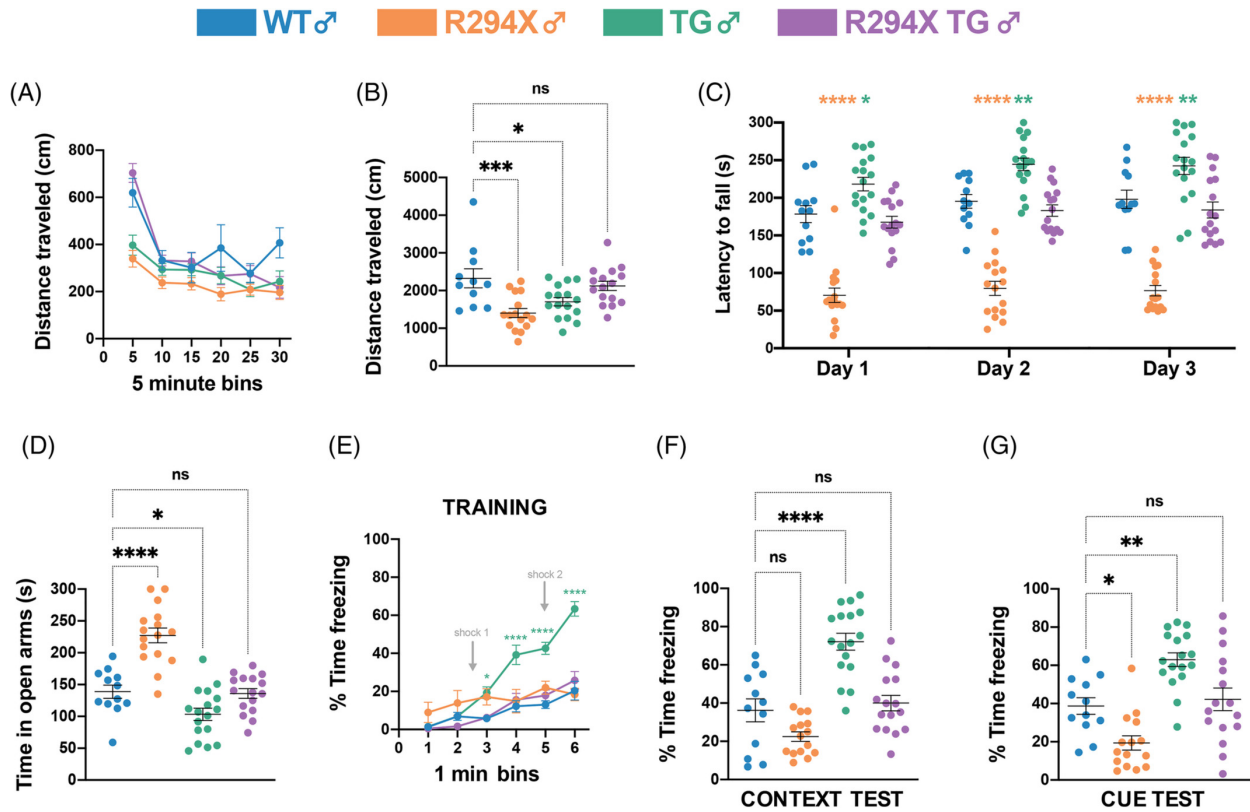 WT♂ R294X♂ TG♂ R294X TG♂
(A)
Distance traveled (cm)
800
600
400
200
0
5 10 15 20 25 30
5 minute bins
(B)
ns
*
***
Distance traveled (cm)
5000
4000
3000
2000
1000
0
(C)
**** * **** ** **** **
Latency to fall (s)
300
250
200
150
100
50
0
Day 1 Day 2 Day 3
(D)
ns
*
****
Time in open arms (s)
300
250
200
150
100
50
0
(E)
TRAINING
% Time freezing
100
80
60
40
20
0
shock 1
shock 2
* **** **** ****
0 1 2 3 4 5 6
1 min bins
(F)
ns
****
ns
% Time freezing
100
80
60
40
20
0
CONTEXT TEST
(G)
ns
**
*
% Time freezing
100
80
60
40
20
0
CUE TEST